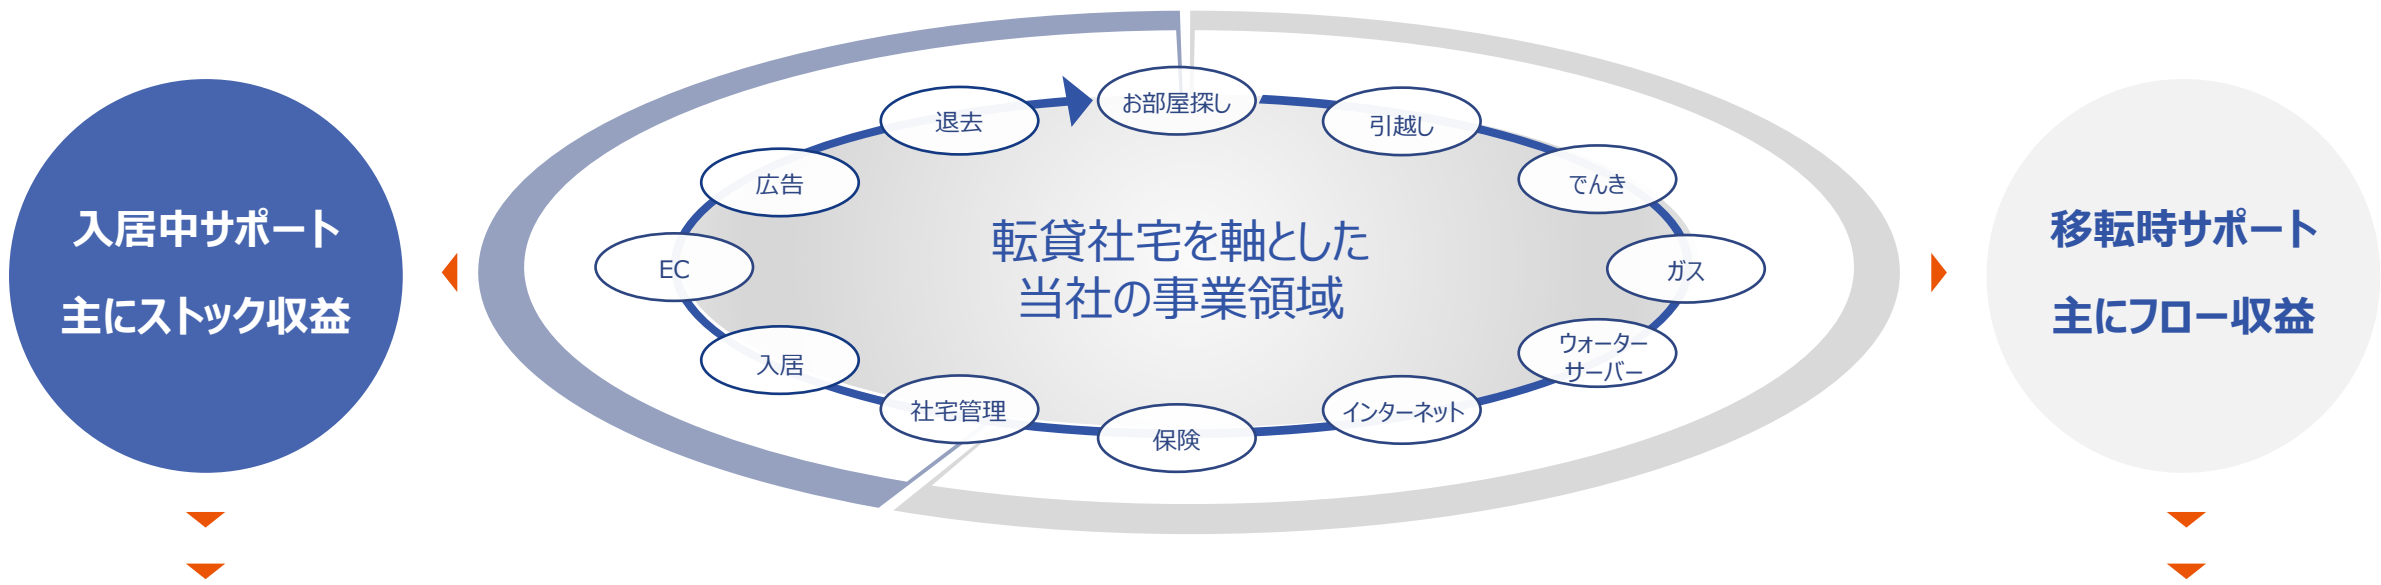 入居中サポート
主にストック収益
転貸社宅を軸とした
当社の事業領域
お部屋探し
引越し
でんき
ガス
ウォーター
サーバー
インターネット
保険
社宅管理
入居
EC
広告
退去
移転時サポート
主にフロー収益